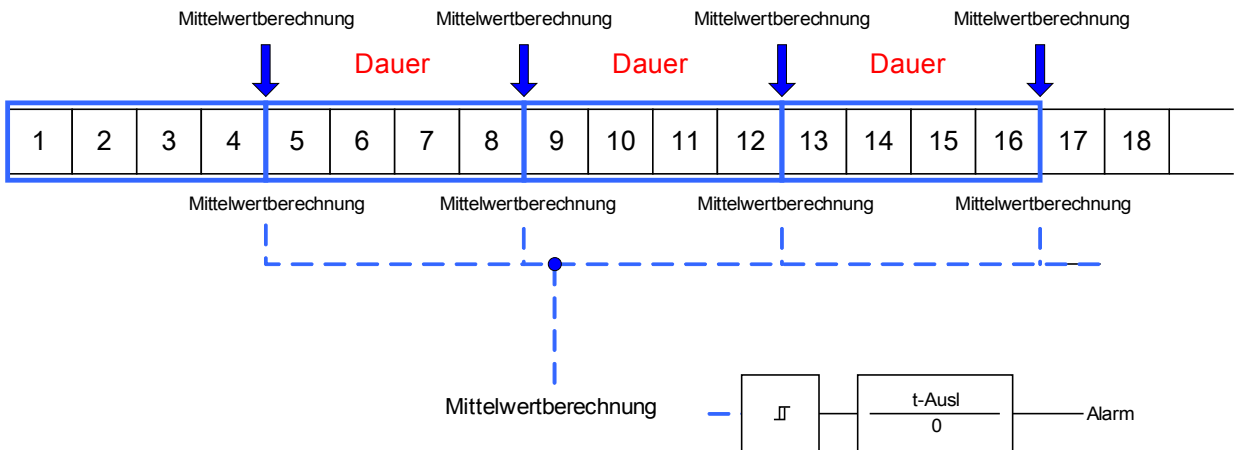 Mittelwertberechnung Mittelwertberechnung Mittelwertberechnung Mittelwertberechnung
Dauer Dauer Dauer
1 2 3 4 5 6 7 8 9 10 11 12 13 14 15 16 17 18
Mittelwertberechnung Mittelwertberechnung Mittelwertberechnung Mittelwertberechnung
Mittelwertberechnung
t-Ausl
0
Alarm